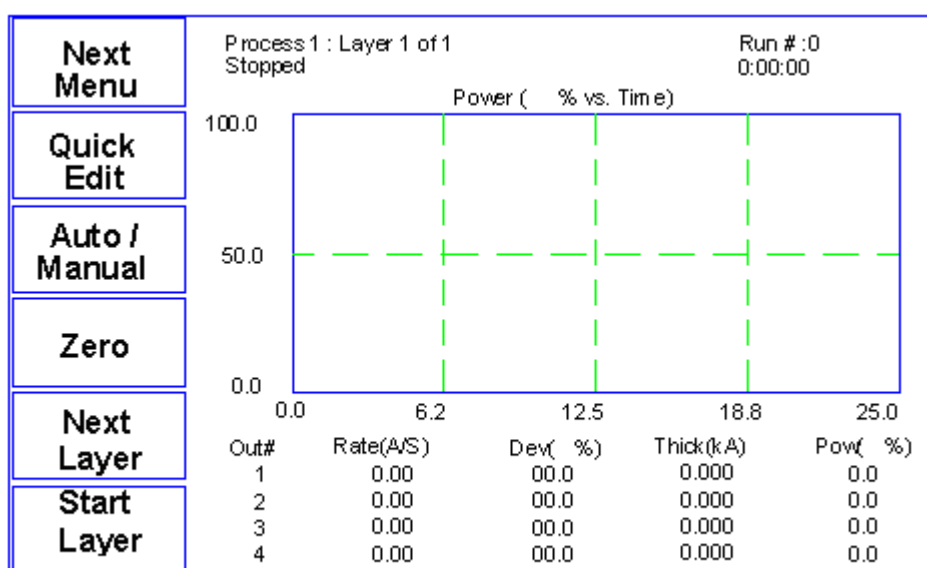 Next
Menu
Quick
Edit
Auto /
Manual
Zero
Next
Layer
Start
Layer
Process 1 : Layer 1 of 1
Stopped
Run # :0
0:00:00
Power ( % vs. Time)
100.0
50.0
0.0
0.0 6.2 12.5 18.8 25.0
Out# Rate(A/S) Dev( %) Thick(kA) Pow( %)
1 0.00 00.0 0.000 0.0
2 0.00 00.0 0.000 0.0
3 0.00 00.0 0.000 0.0
4 0.00 00.0 0.000 0.0